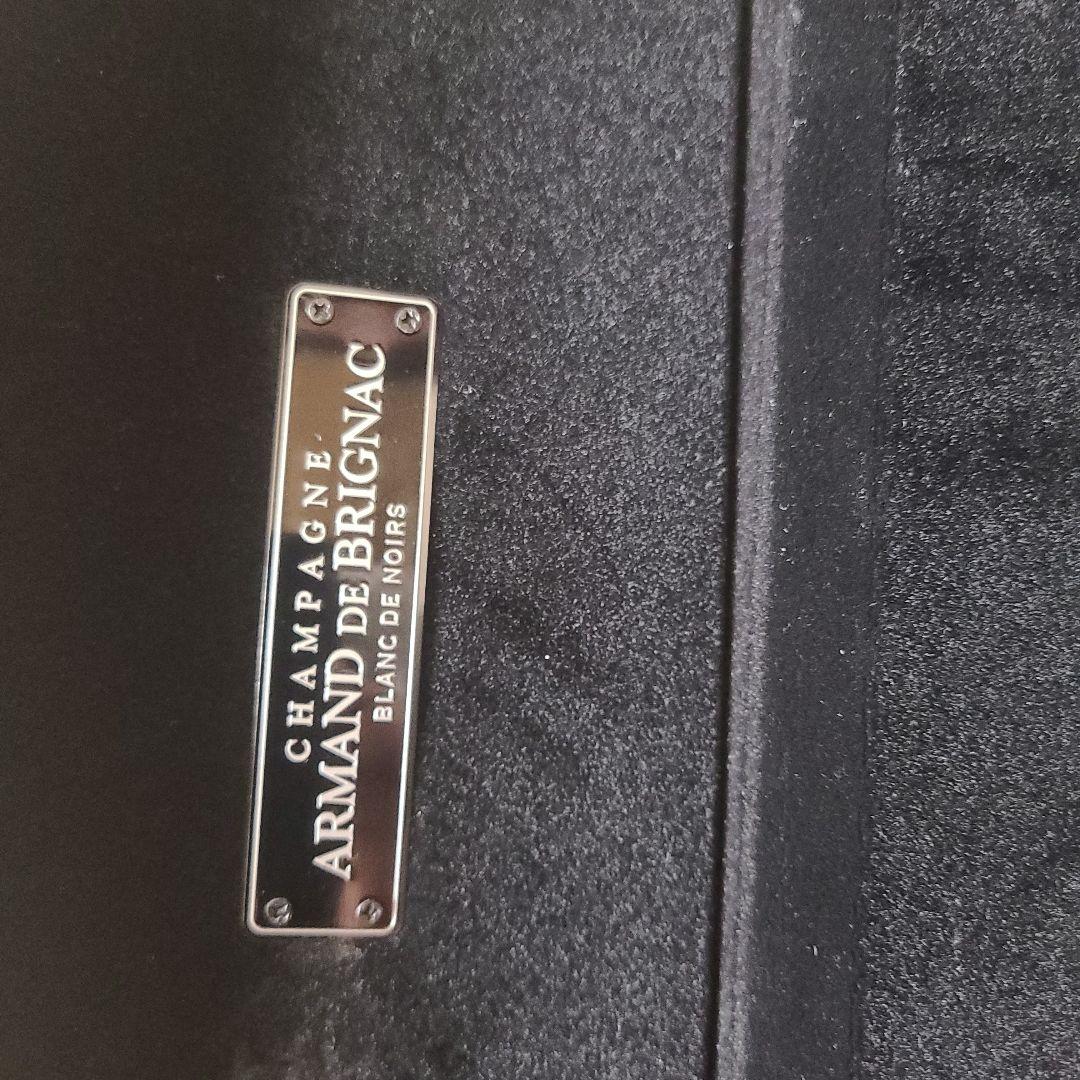 CHAMPAGNE
ARMAND DE BRIGNAC
BLANC DE NOIRS